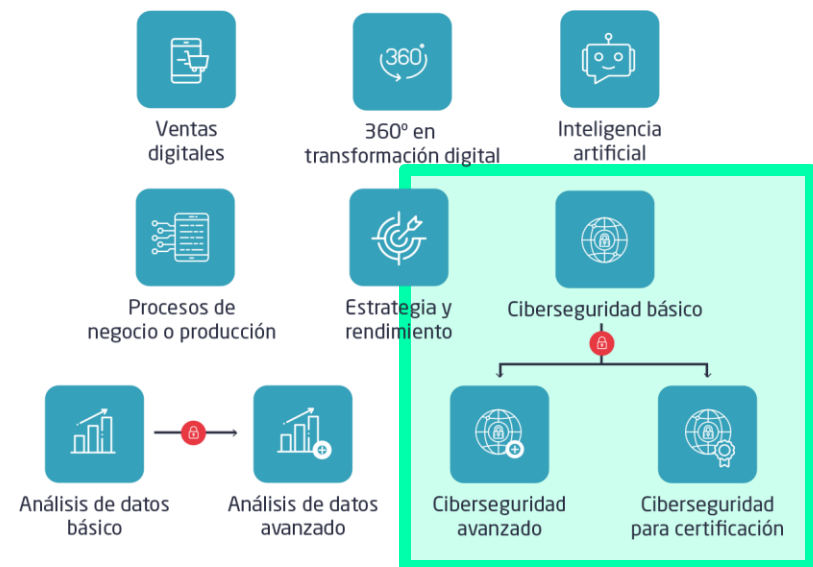 Ventas
digitales
360°
360º en
transformación digital
Inteligencia
artificial
Procesos de
negocio o producción
Estrategia y
rendimiento
Ciberseguridad básico
Análisis de datos
básico
Análisis de datos
avanzado
Ciberseguridad
avanzado
Ciberseguridad
para certificación